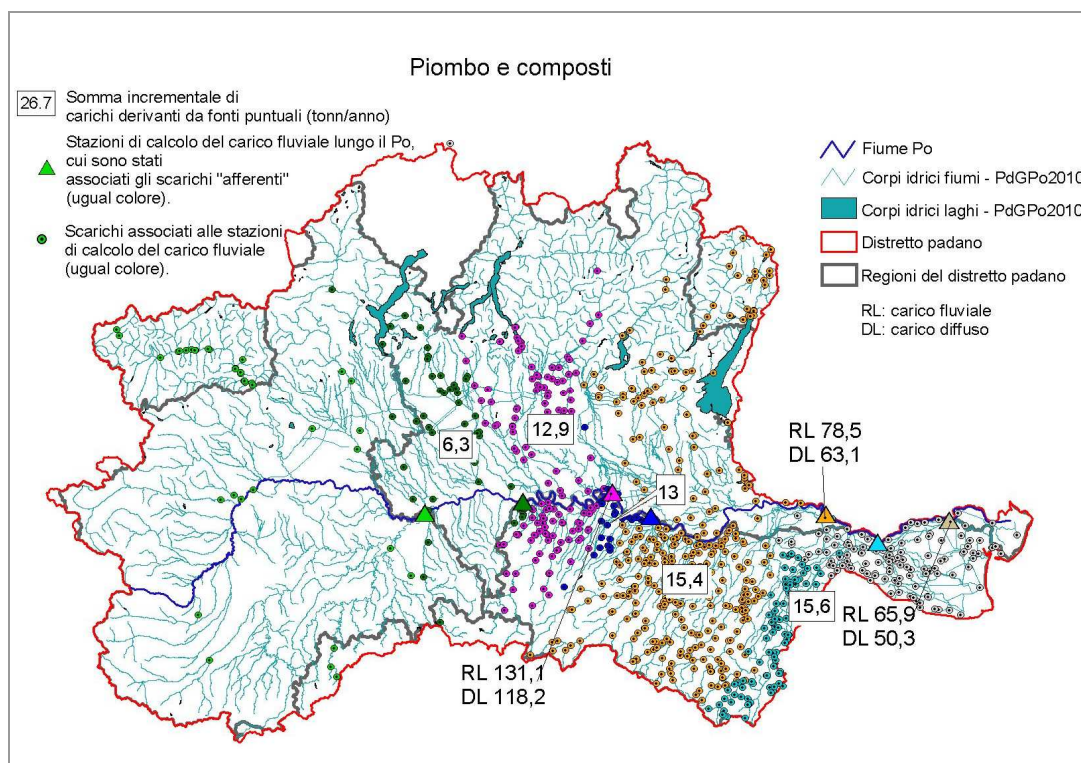 Piombo e composti
26.7
Somma incrementale di
carichi derivanti da fonti puntuali (tonn/anno)
Stazioni di calcolo del carico fluviale lungo il Po,
cui sono stati
associati gli scarichi "afferenti"
(ugual colore).
Scarichi associati alle stazioni
di calcolo del carico fluviale
(ugual colore).
Fiume Po
Corpi idrici fiumi - PdGPo2010
Corpi idrici laghi - PdGPo2010
Distretto padano
Regioni del distretto padano
RL: carico fluviale
DL: carico diffuso
6,3
12,9
RL 78,5
DL 63,1
13
15,4
15,6
RL 65,9
DL 50,3
RL 131,1
DL 118,2